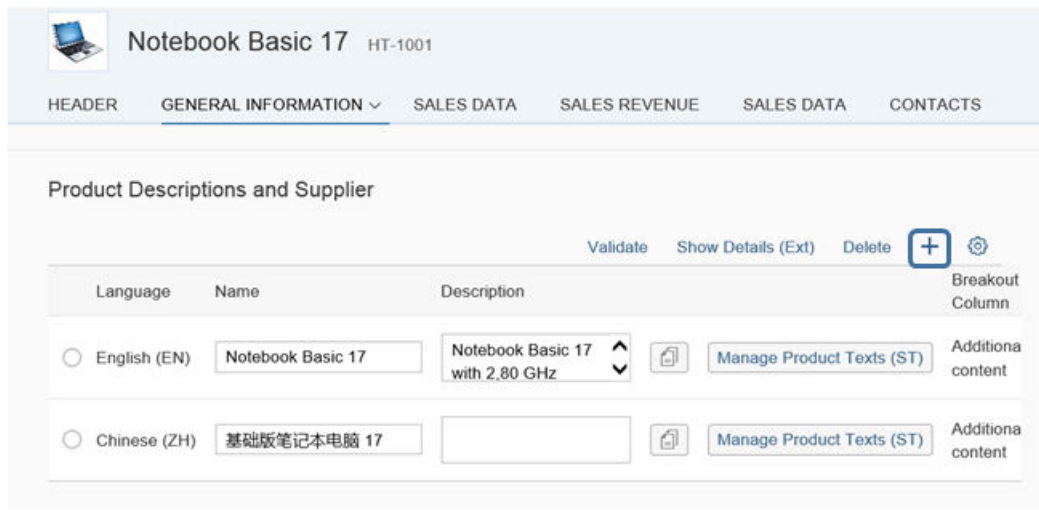 Notebook Basic 17 HT-1001
HEADER GENERAL INFORMATION SALES DATA SALES REVENUE SALES DATA CONTACTS
Product Descriptions and Supplier
Validate Show Details (Ext) Delete +
Language Name Description Breakout Column
English (EN) Notebook Basic 17 Notebook Basic 17 with 2,80 GHz Manage Product Texts (ST) Additiona content
Chinese (ZH) 基础版笔记本电脑 17 Manage Product Texts (ST) Additiona content